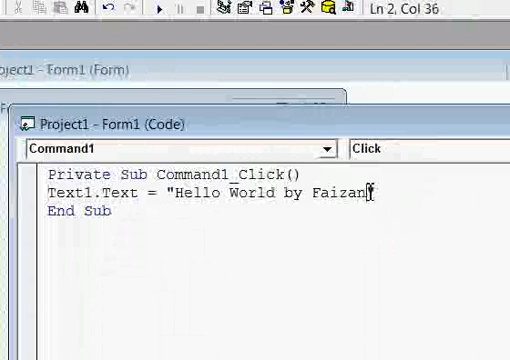 Ln 2, Col 36
oject1 - Form1 (Form)
Project1 - Form1 (Code)
Command1
Click
Private Sub Command1_Click()
Text1.Text = "Hello World by Faizan"
End Sub